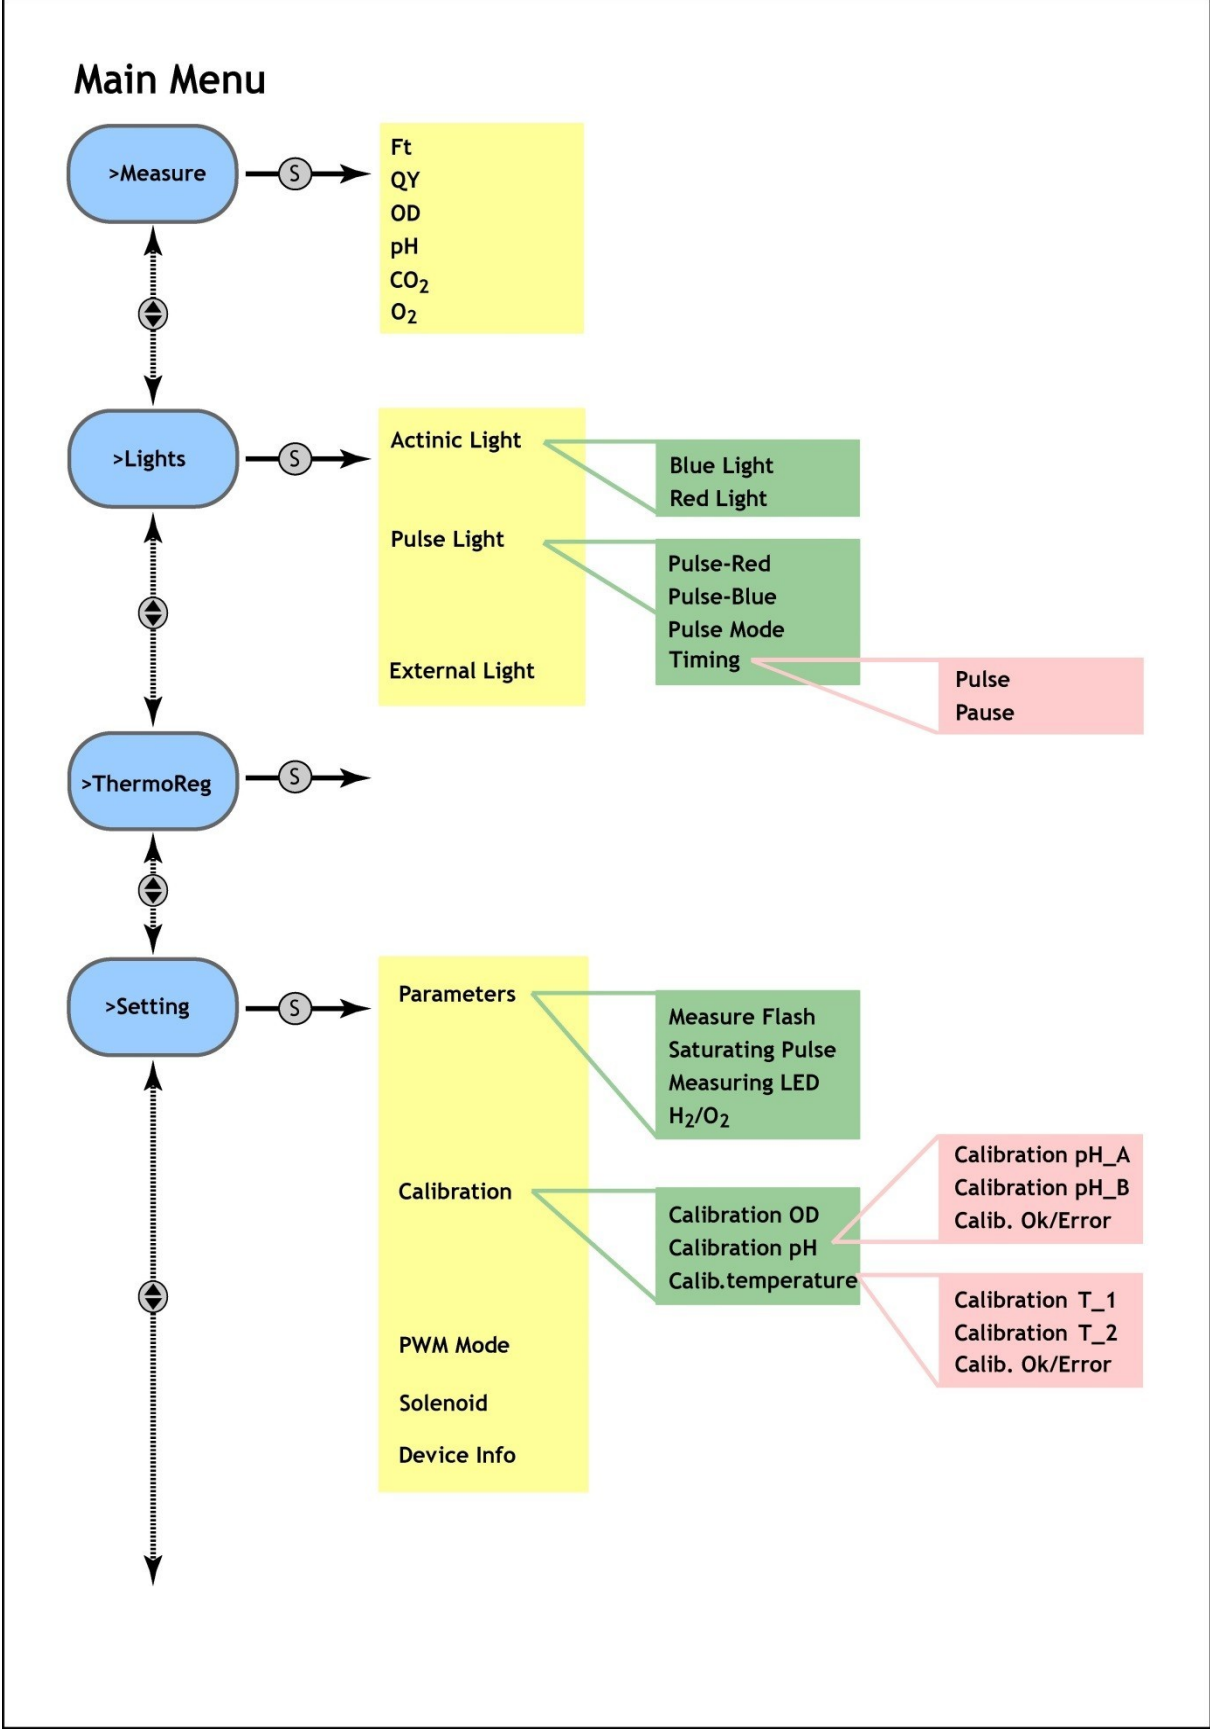 Main Menu
>Measure
S
Ft
QY
OD
pH
CO₂
O₂
>Lights
S
Actinic Light
Blue Light
Red Light
Pulse Light
Pulse-Red
Pulse-Blue
Pulse Mode
Timing
Pulse
Pause
External Light
>ThermoReg
S
>Setting
S
Parameters
Measure Flash
Saturating Pulse
Measuring LED
H₂/O₂
Calibration
Calibration OD
Calibration pH
Calib.temperature
Calibration pH_A
Calibration pH_B
Calib. Ok/Error
Calibration T_1
Calibration T_2
Calib. Ok/Error
PWM Mode
Solenoid
Device Info